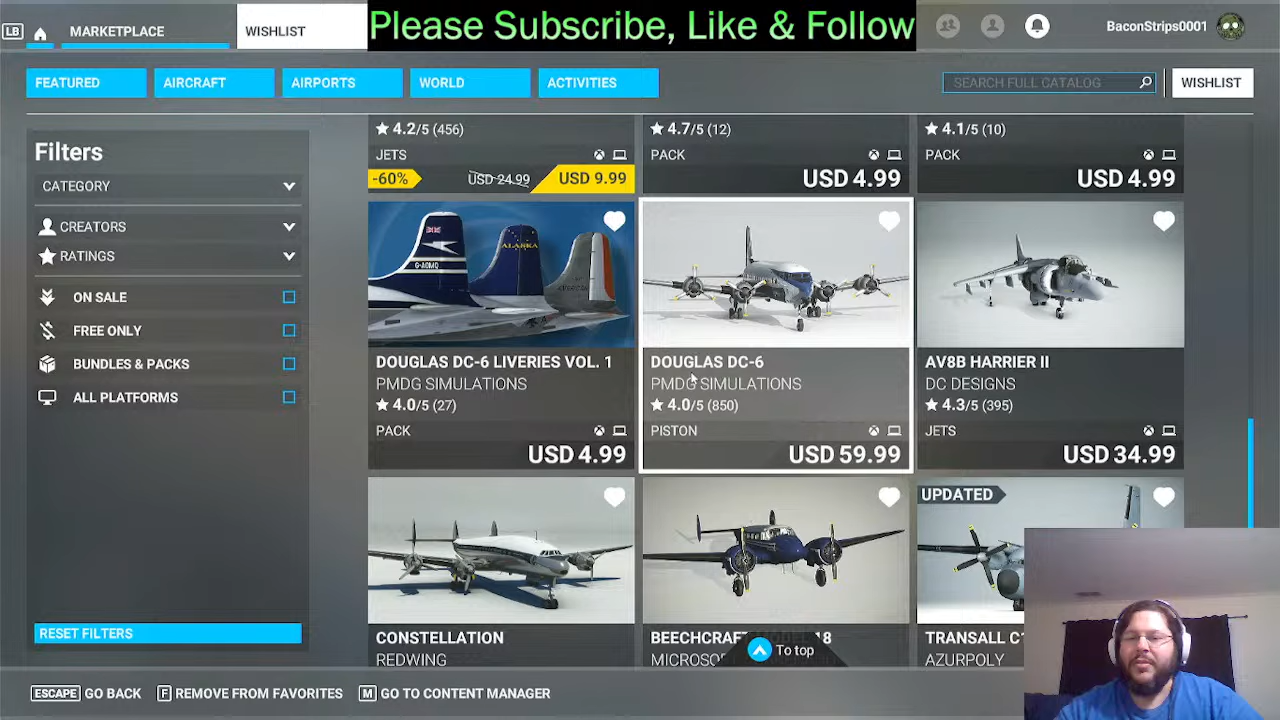 LB
MARKETPLACE
WISHLIST
Please Subscribe, Like & Follow
BaconStrips0001
FEATURED
AIRCRAFT
AIRPORTS
WORLD
ACTIVITIES
SEARCH FULL CATALOG
WISHLIST
Filters
CATEGORY
CREATORS
RATINGS
ON SALE
FREE ONLY
BUNDLES & PACKS
ALL PLATFORMS
RESET FILTERS
4.2/5 (456)
JETS
-60% USD 24.99 USD 9.99
4.7/5 (12)
PACK
USD 4.99
4.1/5 (10)
PACK
USD 4.99
G-AOMO
ALASKA
AMERICAN
DOUGLAS DC-6 LIVERIES VOL. 1
PMDG SIMULATIONS
4.0/5 (27)
PACK
USD 4.99
DOUGLAS DC-6
PMDG SIMULATIONS
4.0/5 (850)
PISTON
USD 59.99
AV8B HARRIER II
DC DESIGNS
4.3/5 (395)
JETS
USD 34.99
CONSTELLATION
REDWING
18
UPDATED
TRANSALL
AZURPOLY
To top
ESCAPE GO BACK
F REMOVE FROM FAVORITES
M GO TO CONTENT MANAGER